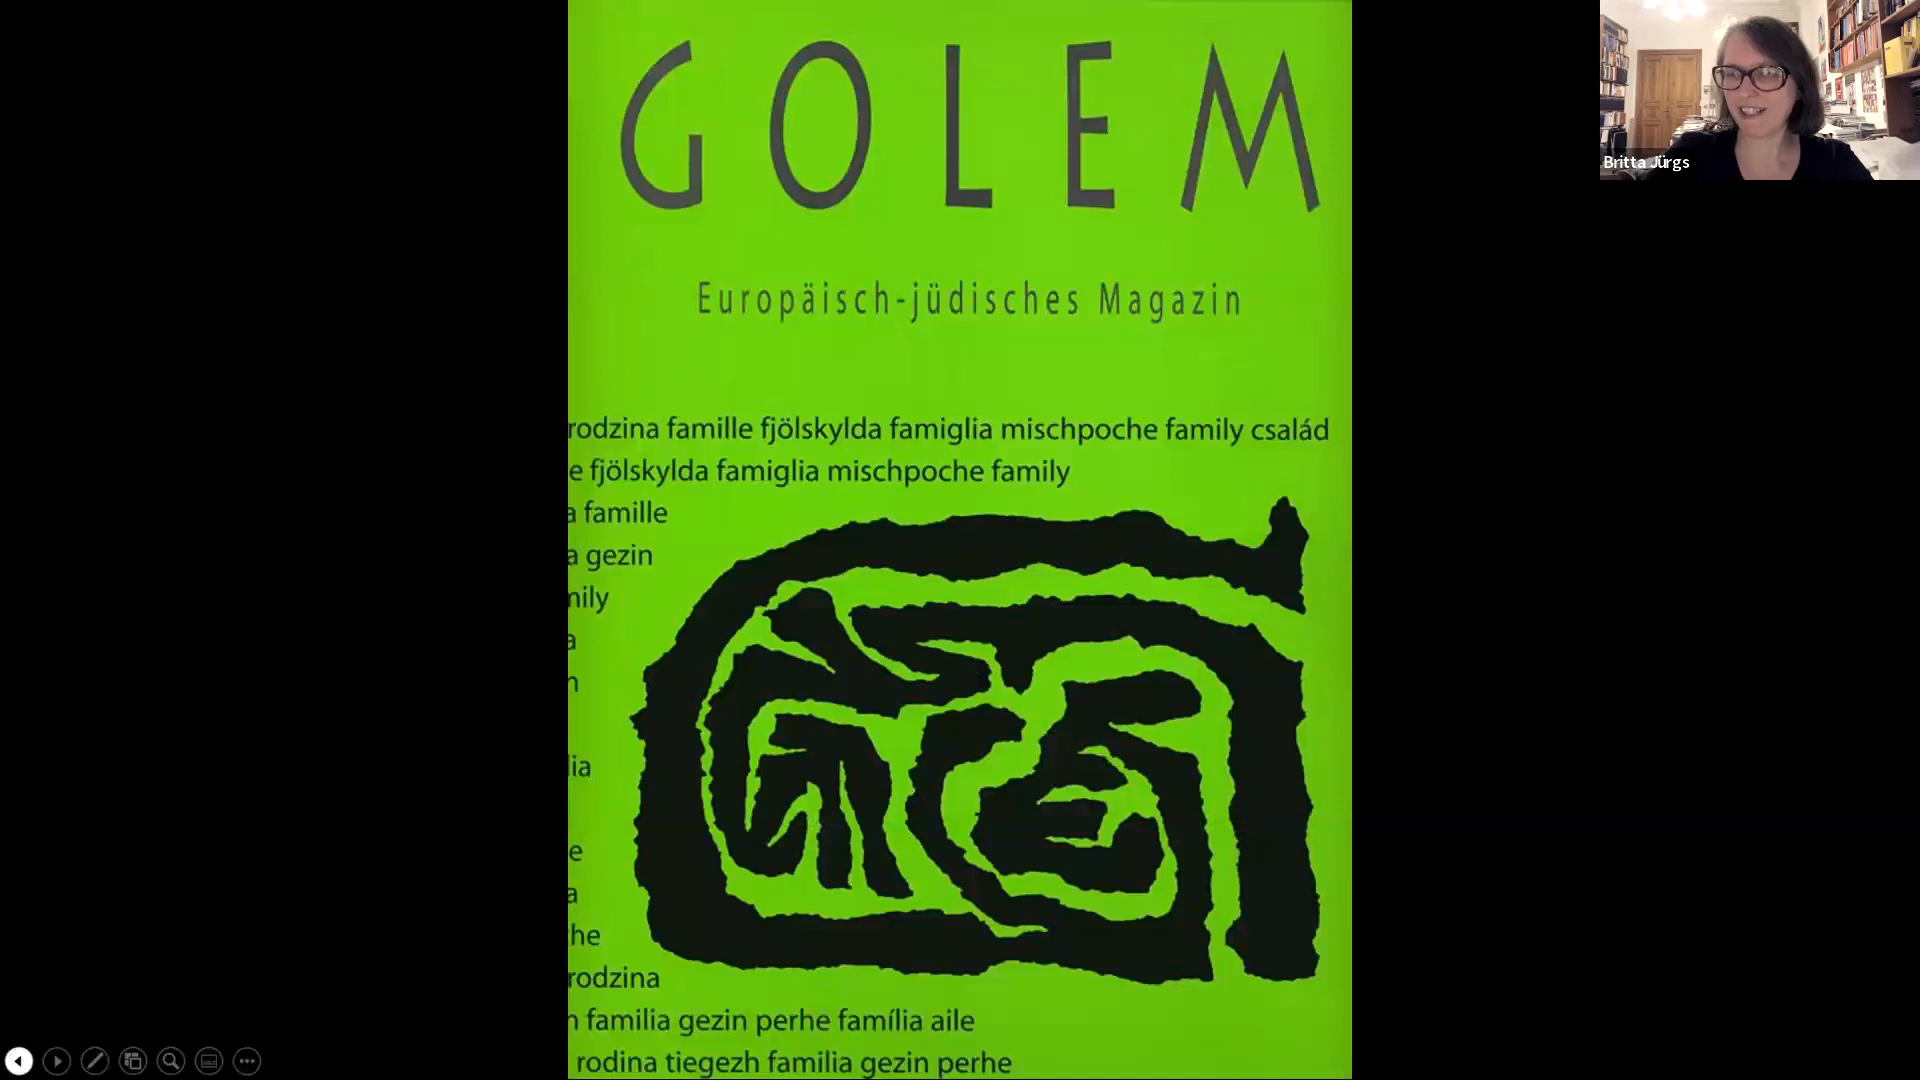 GOLEM
Europäisch-jüdisches Magazin
rodzina famille fjölskylda famiglia mischpoche family család
e fjölskylda famiglia mischpoche family
a famille
a gezin
nily
a
n
lia
e
a
he
rodzina
n familia gezin perhe família aile
rodina tiegezh familia gezin perhe
Britta Jürgs